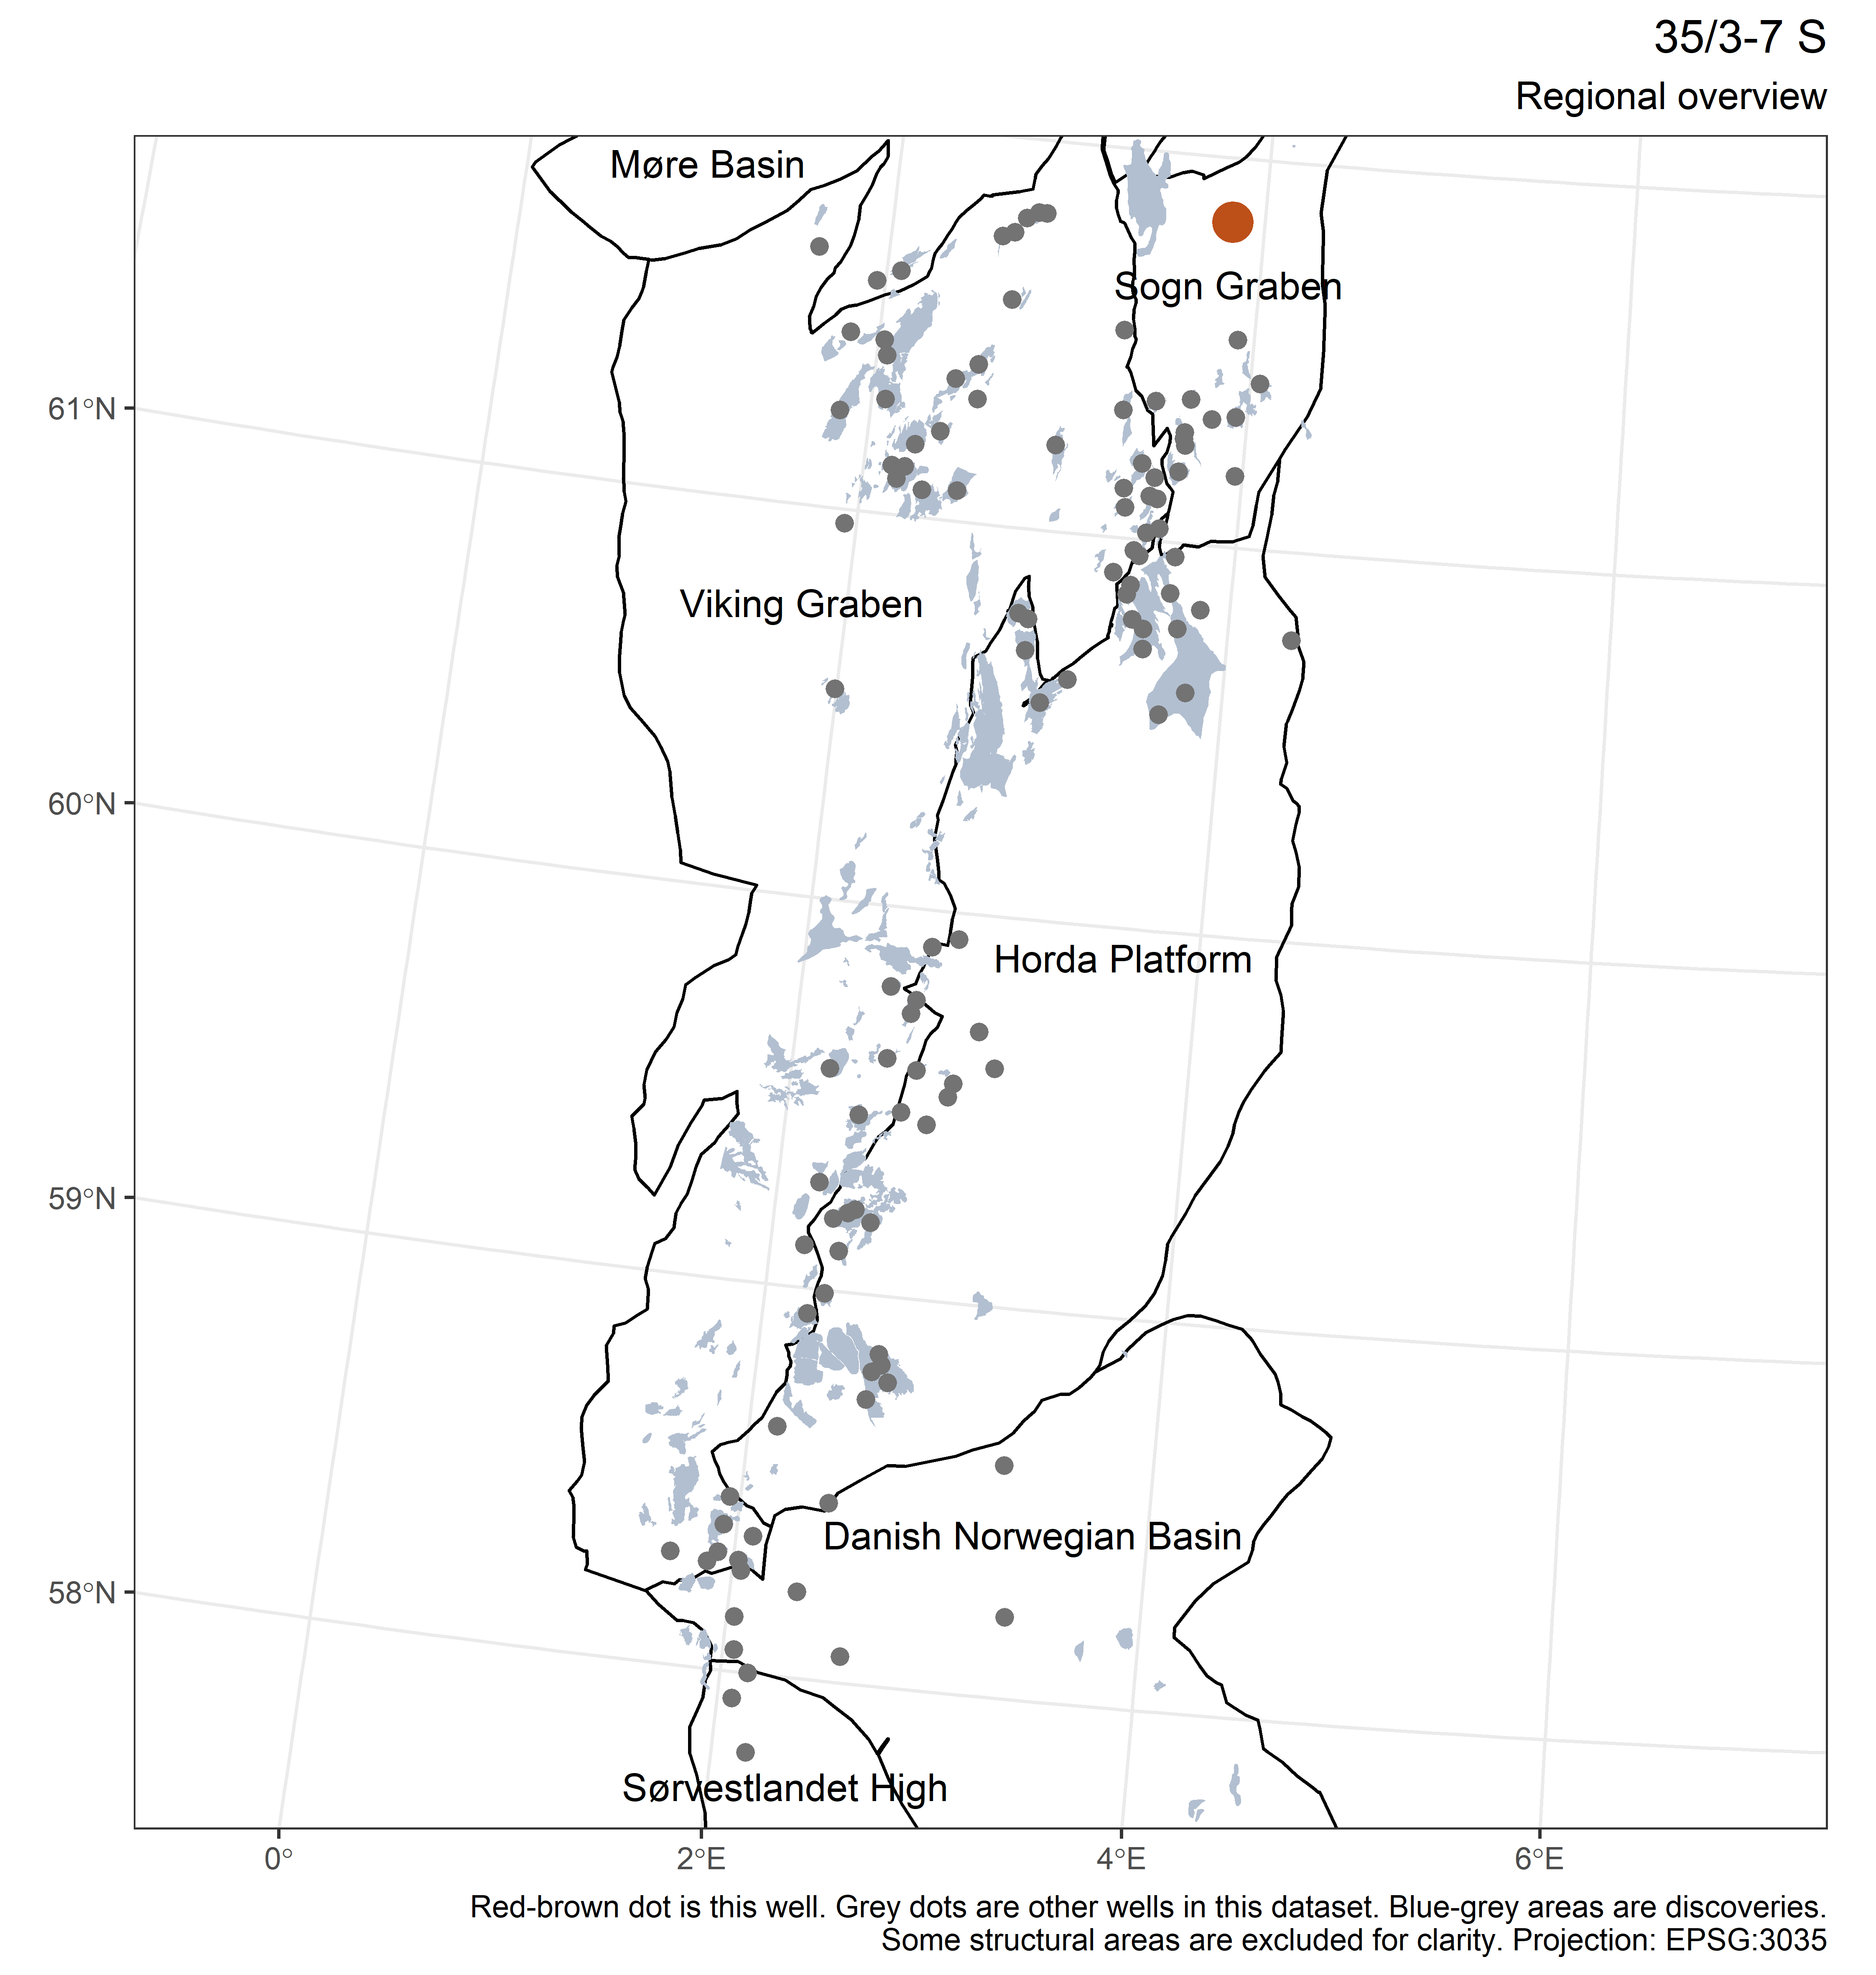 35/3-7 S
Regional overview
Møre Basin
Sogn Graben
61°N
Viking Graben
60°N
Horda Platform
59°N
Danish Norwegian Basin
58°N
Sørvestlandet High
0°
2°E
4°E
6°E
Red-brown dot is this well. Grey dots are other wells in this dataset. Blue-grey areas are discoveries.
Some structural areas are excluded for clarity. Projection: EPSG:3035